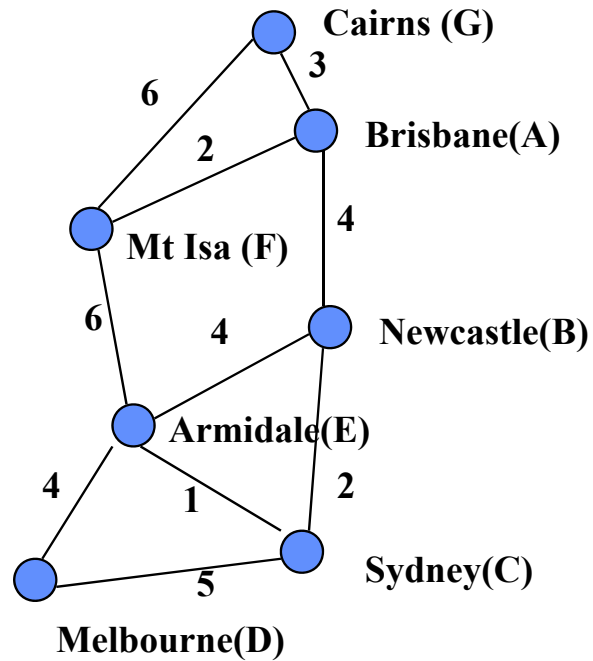 Cairns (G)
3
6
Brisbane(A)
2
4
Mt Isa (F)
6
4
Newcastle(B)
Armidale(E)
4
1
2
Sydney(C)
5
Melbourne(D)